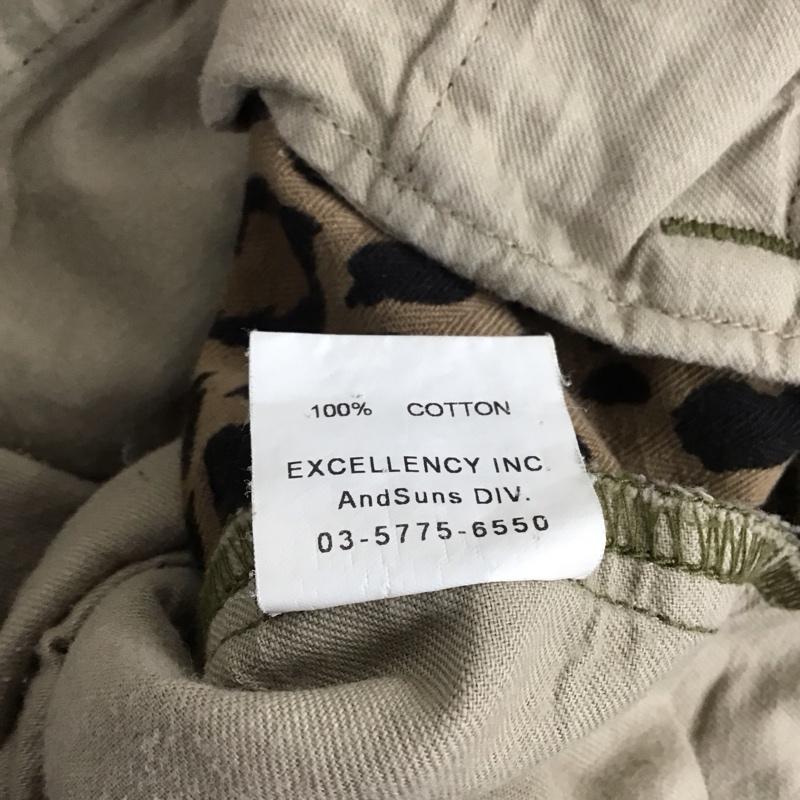 100% COTTON
EXCELLENCY INC.
AndSuns DIV.
03-5775-6550